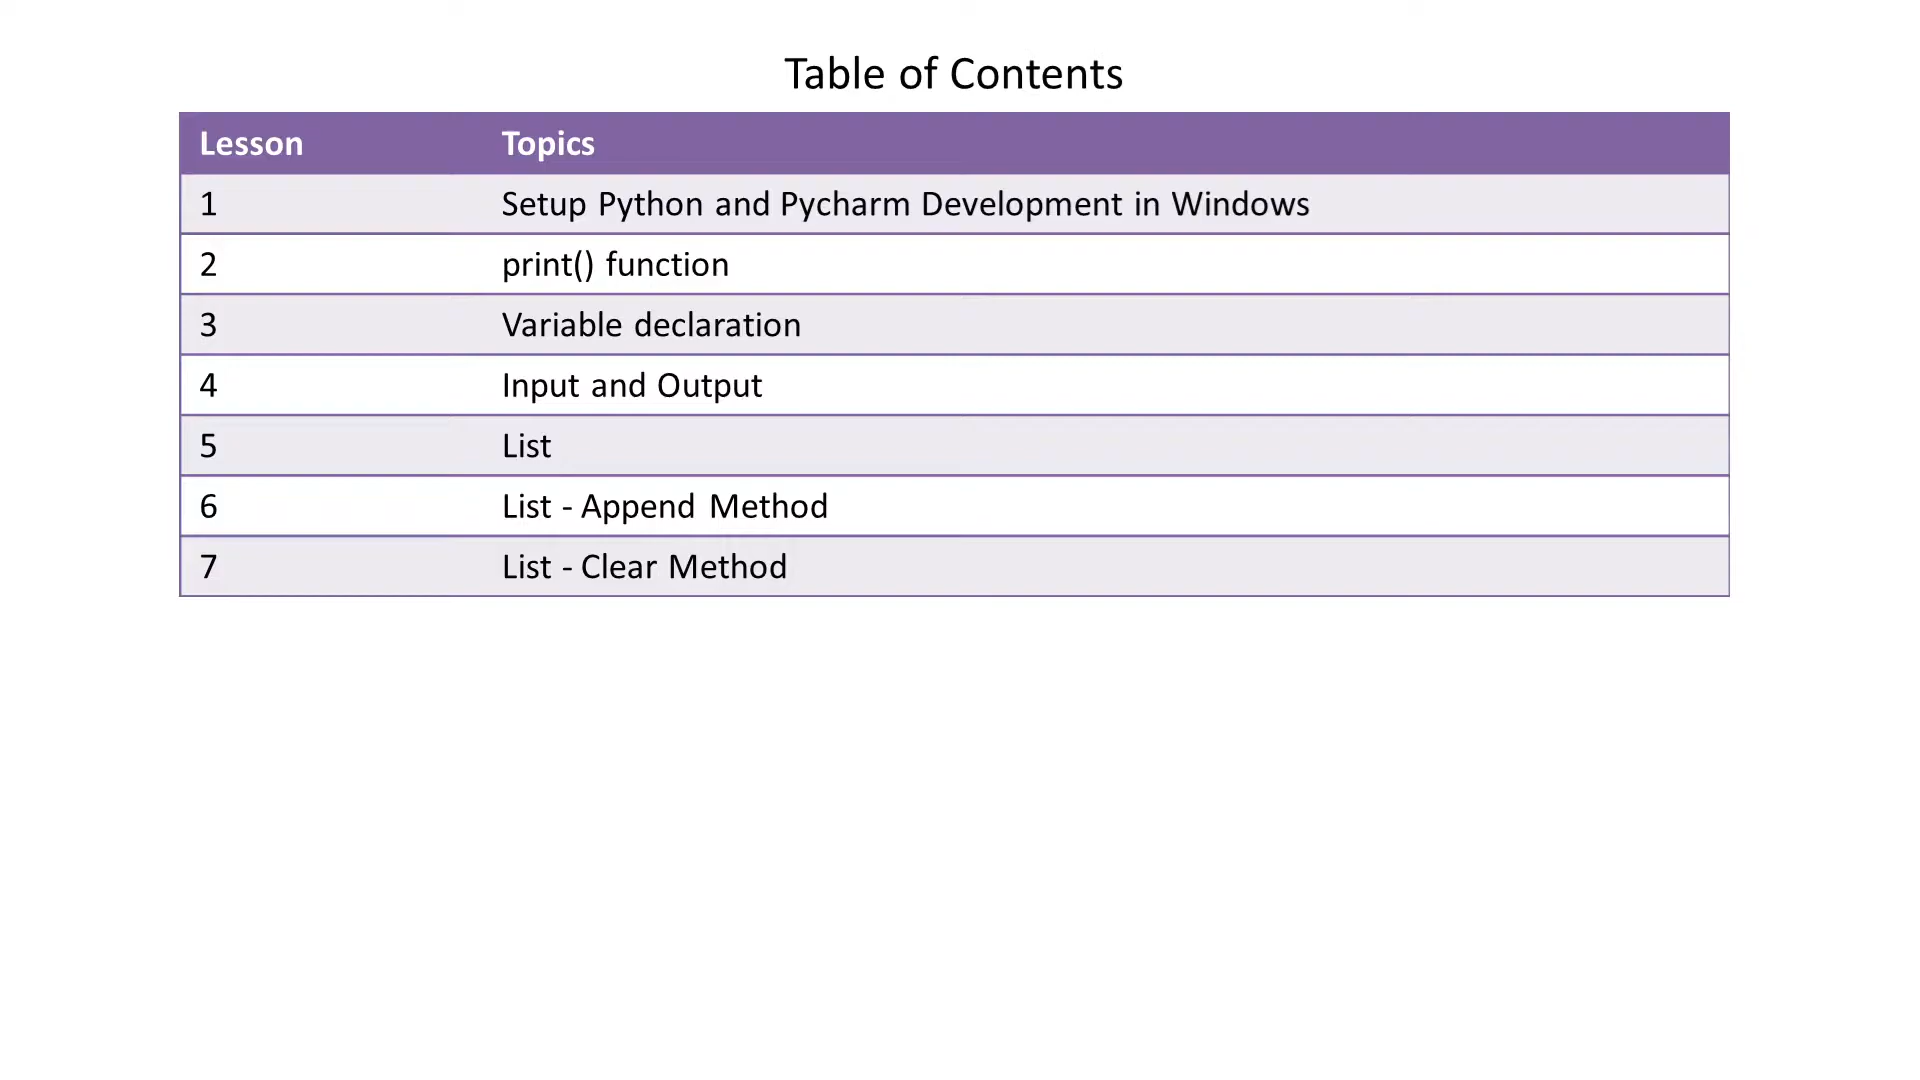 Table of Contents
Lesson Topics
1 Setup Python and Pycharm Development in Windows
2 print() function
3 Variable declaration
4 Input and Output
5 List
6 List - Append Method
7 List - Clear Method